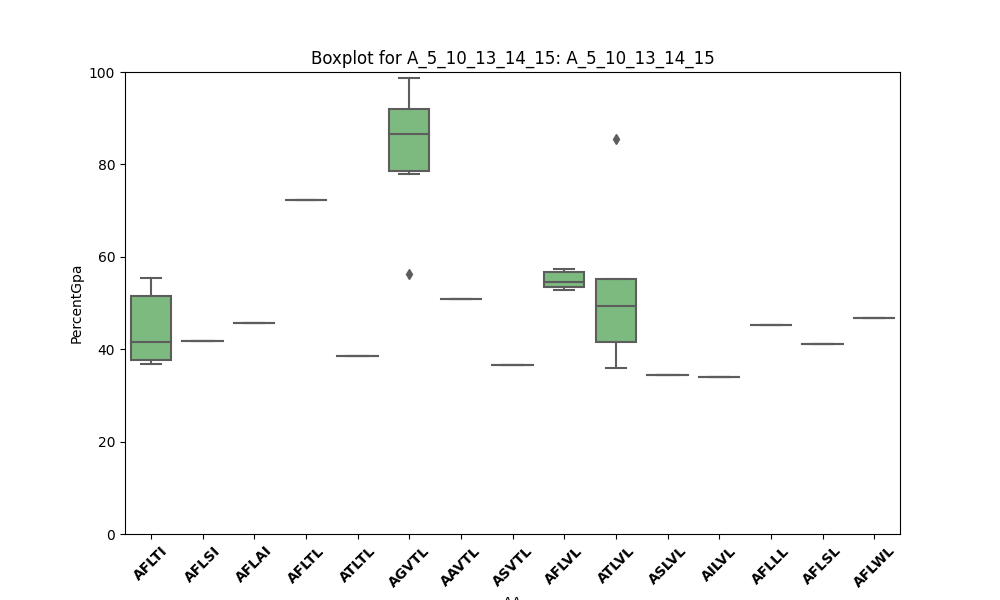 Boxplot for A_5_10_13_14_15: A_5_10_13_14_15
100
80
60
40
20
0
PercentGpa
AFLTI
AFLSI
AFLAI
AFLTL
ATLTL
AGVTL
AAVTL
ASVTL
AFLVL
ATLVL
ASLVL
AILVL
AFLLL
AFLSL
AFLWL